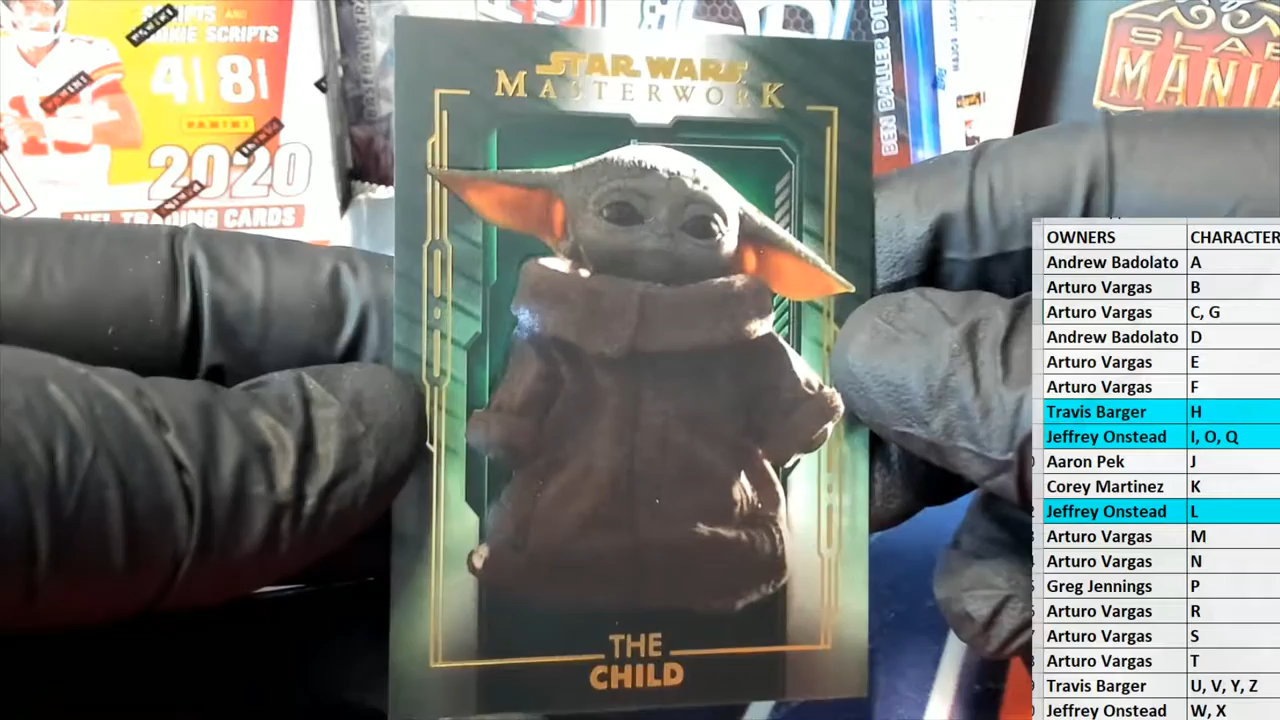 SCRIPTS AND
ROOKIE SCRIPTS
4 8
PANINI
2020
NFL TRADING CARDS
STAR WARS
MASTERWORK
THE
CHILD
BEN BALLER
SLAB
MANIA
OWNERS CHARACTER
Andrew Badolato A
Arturo Vargas B
Arturo Vargas C, G
Andrew Badolato D
Arturo Vargas E
Arturo Vargas F
Travis Barger H
Jeffrey Onstead I, O, Q
Aaron Pek J
Corey Martinez K
Jeffrey Onstead L
Arturo Vargas M
Arturo Vargas N
Greg Jennings P
Arturo Vargas R
Arturo Vargas S
Arturo Vargas T
Travis Barger U, V, Y, Z
Jeffrey Onstead W, X